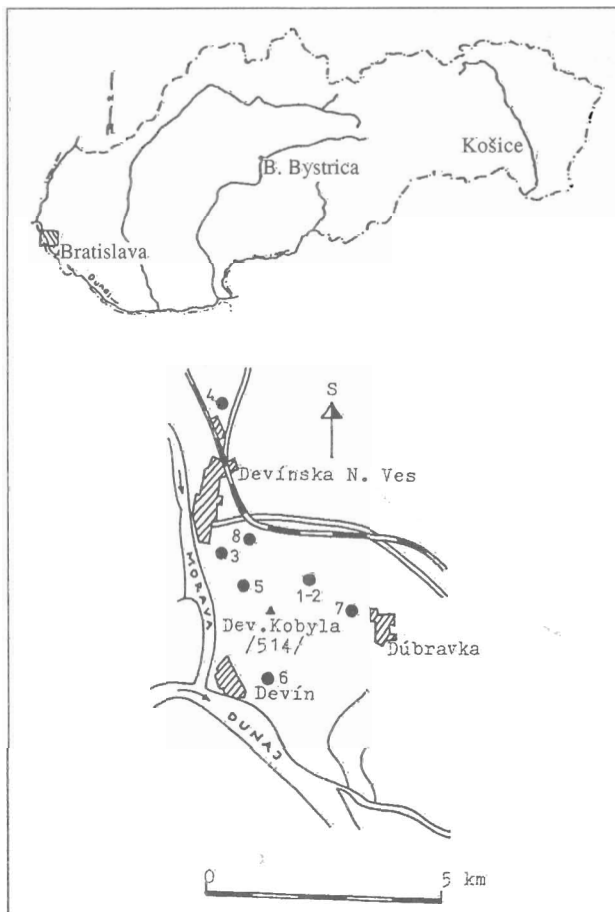 Košice
B. Bystrica
Bratislava
Dunaj
S
4
Devínska N. Ves
8
3
5
1-2
7
MORAVA
Dev. Kobyla
/514/
Dúbravka
6
Devín
DUNAJ
0 5 km